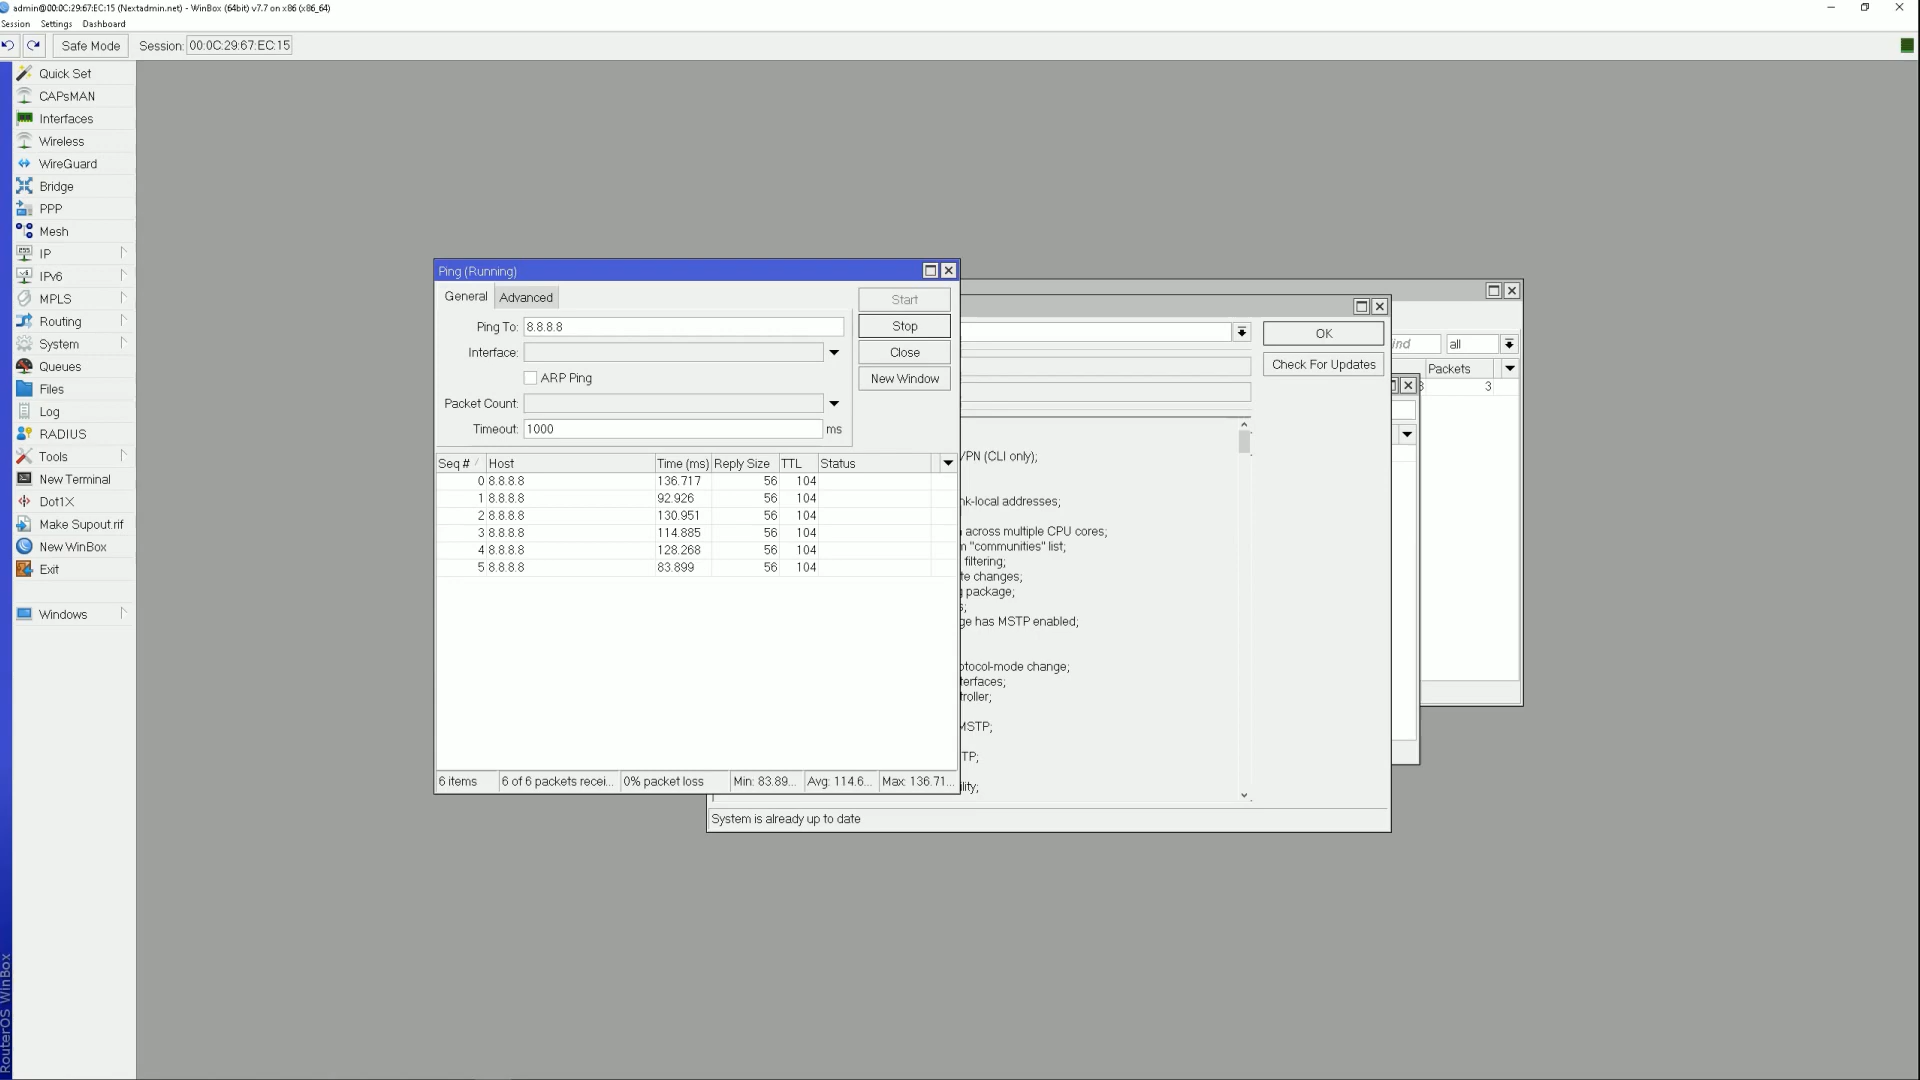 admin@00:0C:29:67:EC:15 (Nextadmin.net) - WinBox (64bit) v7.7 on x86 (x86_64)
Session Settings Dashboard
Safe Mode Session: 00:0C:29:67:EC:15
Quick Set
CAPsMAN
Interfaces
Wireless
WireGuard
Bridge
PPP
Mesh
IP
IPv6
MPLS
Routing
System
Queues
Files
Log
RADIUS
Tools
New Terminal
Dot1X
Make Supout.rif
New WinBox
Exit
Windows
RouterOS WinBox
Ping (Running)
General Advanced
Ping To: 8.8.8.8
Interface:
ARP Ping
Packet Count:
Timeout: 1000 ms
Start
Stop
Close
New Window
Seq # Host Time (ms) Reply Size TTL Status
0 8.8.8.8 136.717 56 104
1 8.8.8.8 92.926 56 104
2 8.8.8.8 130.951 56 104
3 8.8.8.8 114.885 56 104
4 8.8.8.8 128.268 56 104
5 8.8.8.8 83.899 56 104
6 items 6 of 6 packets recei... 0% packet loss Min: 83.89... Avg: 114.6... Max: 136.71...
OK
Check For Updates
/PN (CLI only);
nk-local addresses;
across multiple CPU cores;
"communities" list;
filtering;
te changes;
package;
s;
ge has MSTP enabled;
otocol-mode change;
terfaces;
troller;
MSTP;
TP;
ility;
System is already up to date
ind all
Packets
3